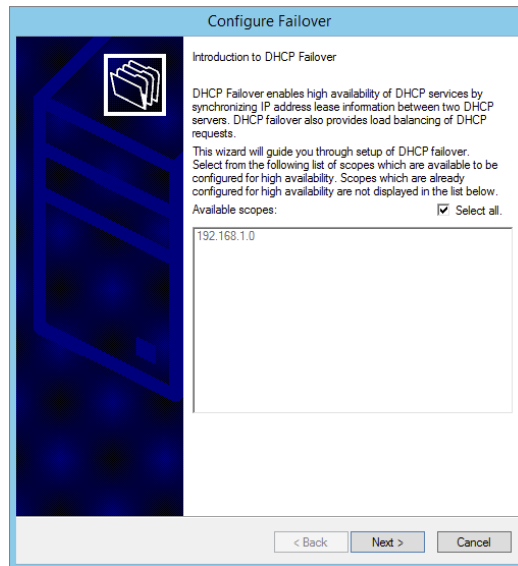 Configure Failover
Introduction to DHCP Failover
DHCP Failover enables high availability of DHCP services by
synchronizing IP address lease information between two DHCP
servers. DHCP failover also provides load balancing of DHCP
requests.
This wizard will guide you through setup of DHCP failover.
Select from the following list of scopes which are available to be
configured for high availability. Scopes which are already
configured for high availability are not displayed in the list below.
Available scopes:
Select all.
192.168.1.0
< Back
Next >
Cancel